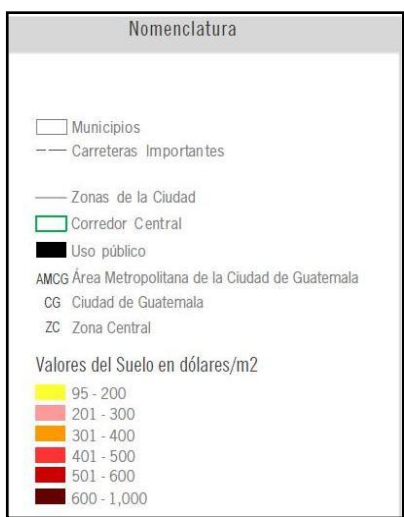 Nomenclatura
Municipios
Carreteras Importantes
Zonas de la Ciudad
Corredor Central
Uso público
AMCG Área Metropolitana de la Ciudad de Guatemala
CG Ciudad de Guatemala
ZC Zona Central
Valores del Suelo en dólares/m2
95 - 200
201 - 300
301 - 400
401 - 500
501 - 600
600 - 1,000